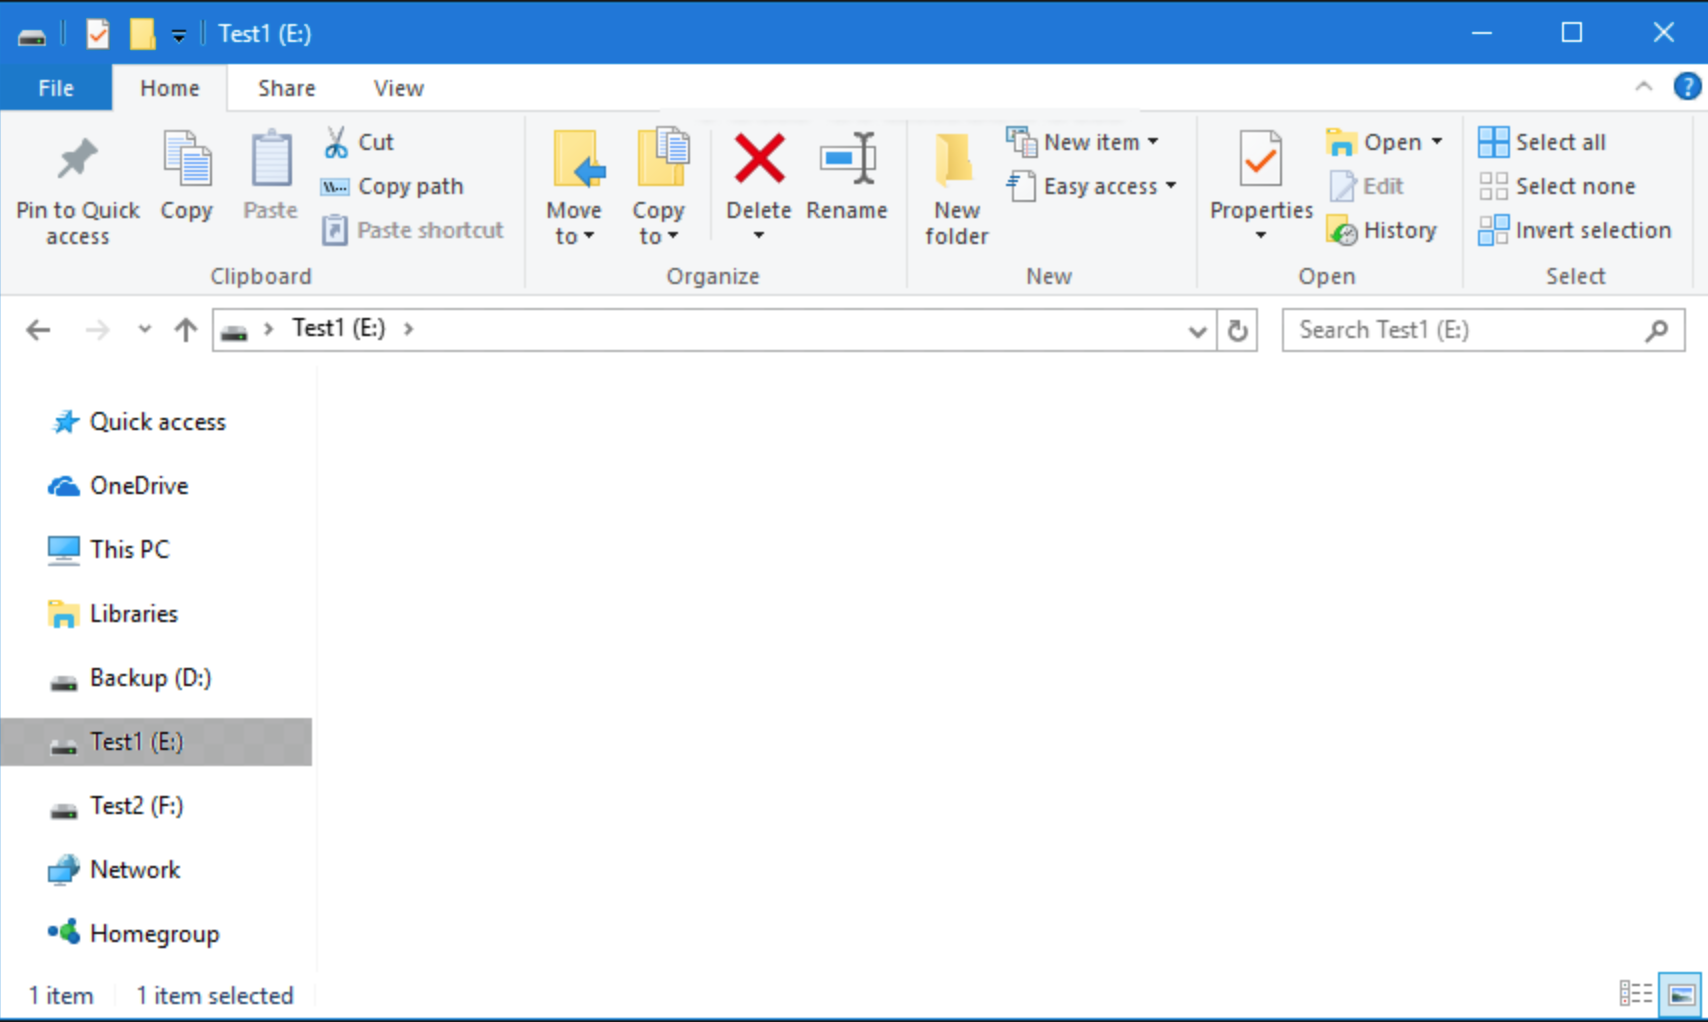 Test1 (E:)
File Home Share View
Pin to Quick access
Copy
Paste
Cut
Copy path
Paste shortcut
Clipboard
Move to
Copy to
Delete
Rename
Organize
New folder
New item
Easy access
New
Properties
Open
Edit
History
Open
Select all
Select none
Invert selection
Select
Test1 (E:)
Search Test1 (E:)
Quick access
OneDrive
This PC
Libraries
Backup (D:)
Test1 (E:)
Test2 (F:)
Network
Homegroup
1 item 1 item selected